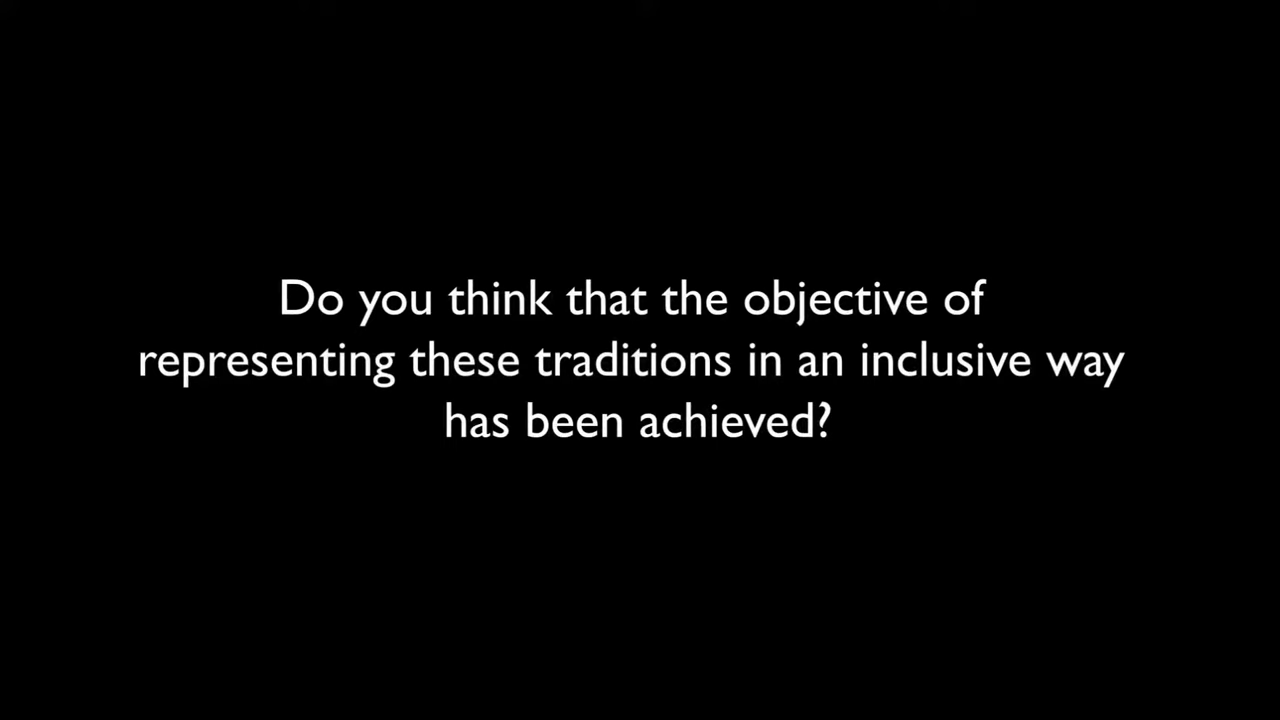 Do you think that the objective of
representing these traditions in an inclusive way
has been achieved?